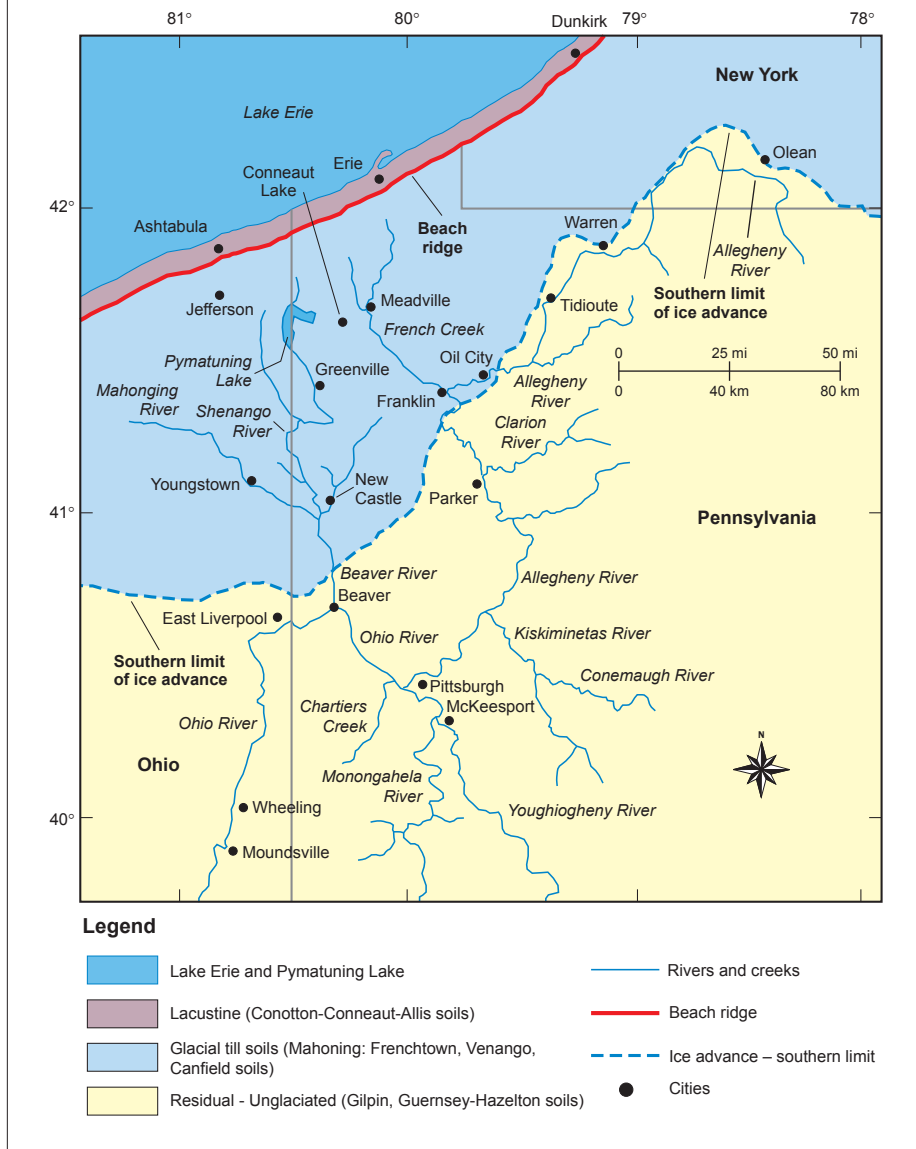 81°
80°
79°
78°
Dunkirk
New York
Lake Erie
Conneaut
Lake
Erie
Olean
42°
Ashtabula
Beach
ridge
Warren
Allegheny
River
Jefferson
Meadville
Tidioute
Southern limit
of ice advance
French Creek
Pymatuning
Lake
Greenville
Oil City
0
25 mi
50 mi
0
40 km
80 km
Mahonging
River
Shenango
River
Franklin
Allegheny
River
Clarion
River
Youngstown
New
Castle
Parker
41°
Pennsylvania
Beaver River
Beaver
Allegheny River
East Liverpool
Ohio River
Kiskiminetas River
Southern limit
of ice advance
Conemaugh River
Pittsburgh
McKeesport
Chartiers
Creek
Ohio River
N
Ohio
Monongahela
River
Youghiogheny River
Wheeling
40°
Moundsville
Legend
Lake Erie and Pymatuning Lake
Lacustine (Conotton-Conneaut-Allis soils)
Glacial till soils (Mahoning: Frenchtown, Venango,
Canfield soils)
Residual - Unglaciated (Gilpin, Guernsey-Hazelton soils)
Rivers and creeks
Beach ridge
Ice advance – southern limit
Cities